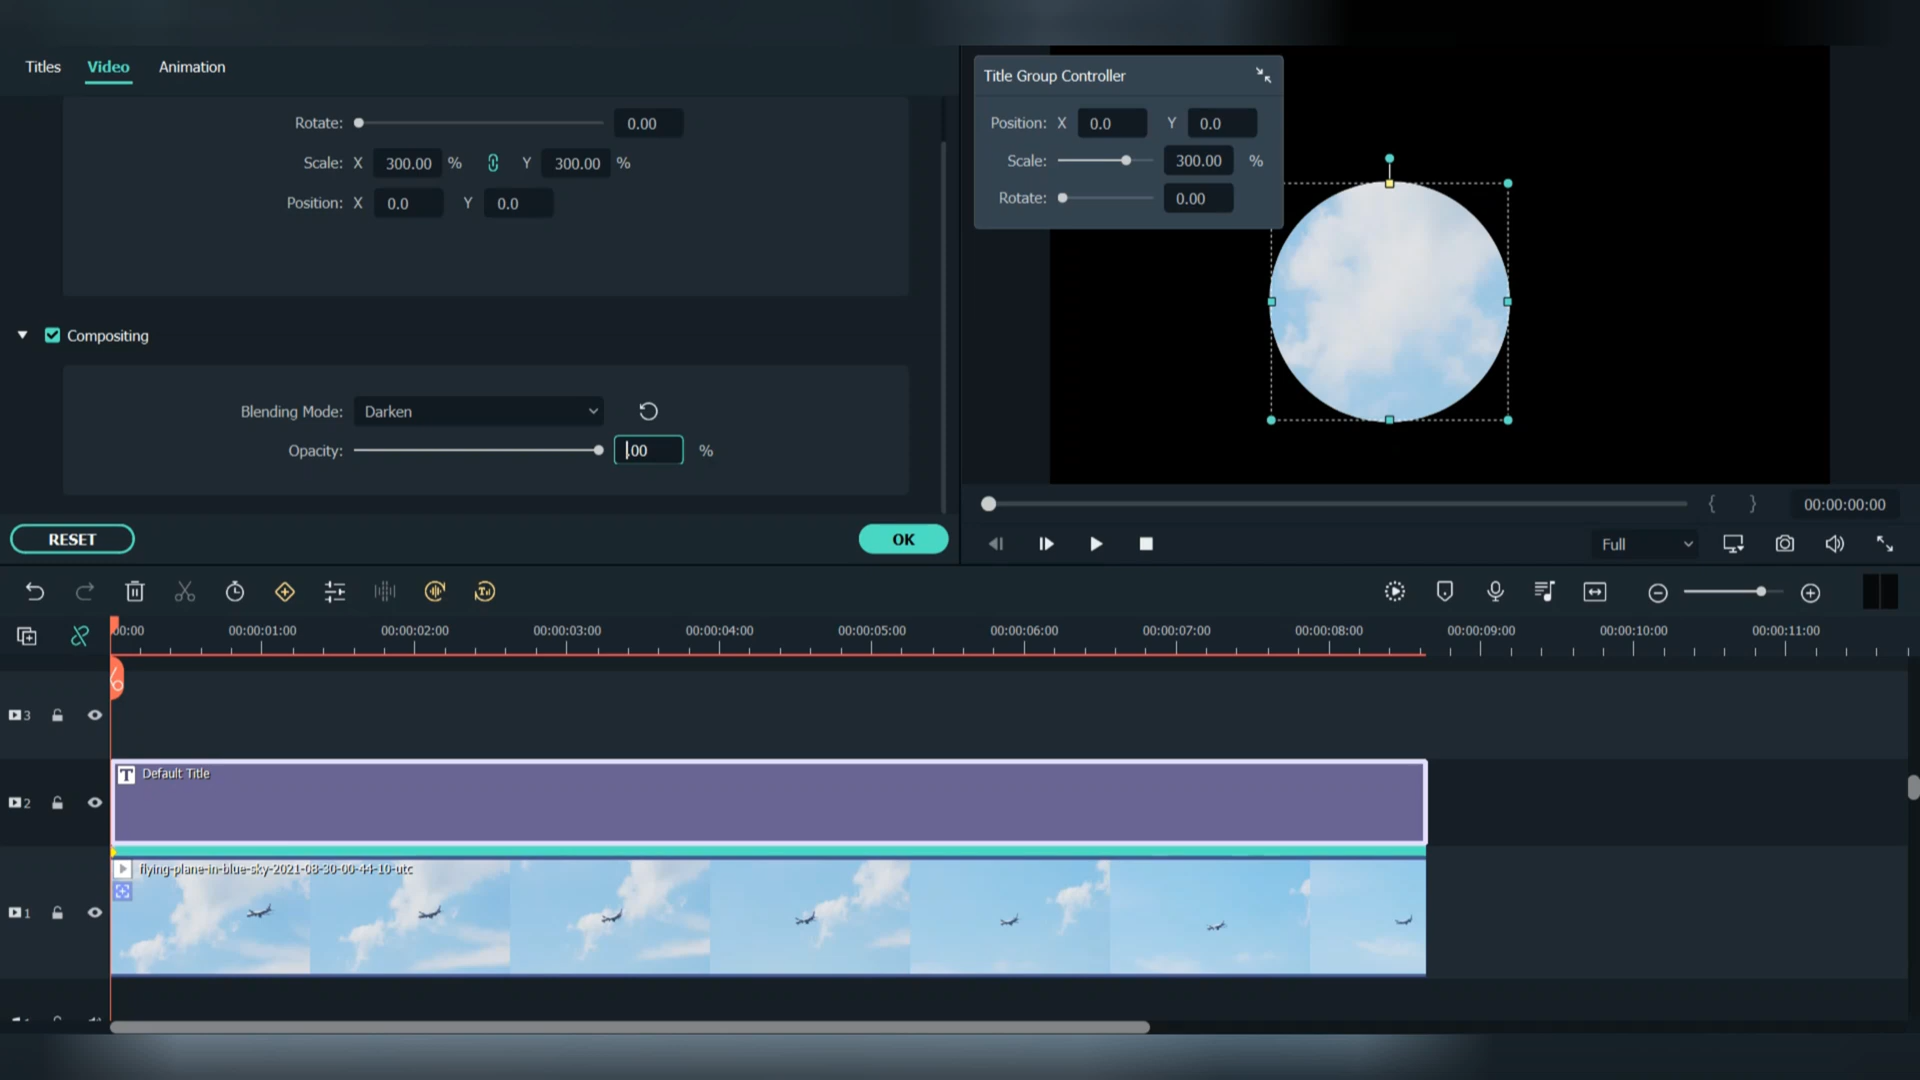 Titles Video Animation
Rotate: 0.00
Scale: X 300.00 % Y 300.00 %
Position: X 0.0 Y 0.0
Compositing
Blending Mode: Darken
Opacity: .00 %
RESET OK
Title Group Controller
Position: X 0.0 Y 0.0
Scale: 300.00 %
Rotate: 0.00
{ } 00:00:00:00
Full
00:00 00:00:01:00 00:00:02:00 00:00:03:00 00:00:04:00 00:00:05:00 00:00:06:00 00:00:07:00 00:00:08:00 00:00:09:00 00:00:10:00 00:00:11:00
3
2
T Default Title
flying-plane-in-blue-sky-2021-08-30-00-44-10-utc
1